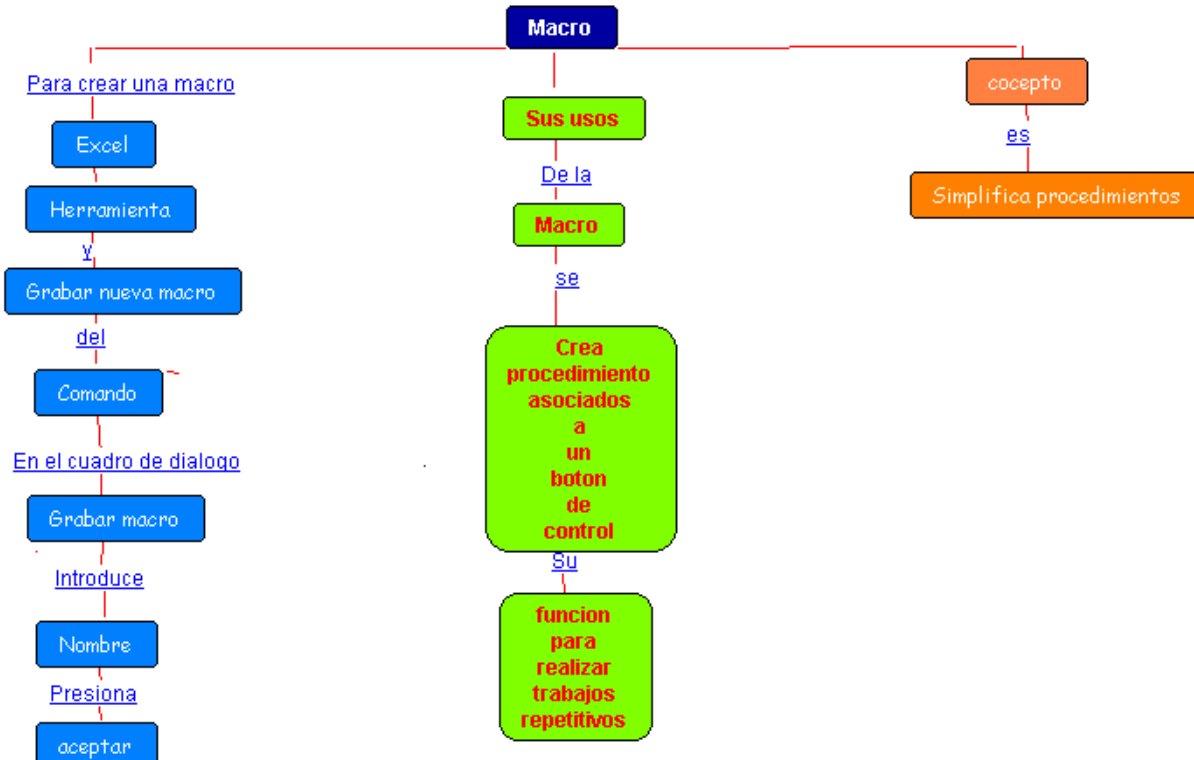 Macro
Para crear una macro
Excel
Herramienta
y
Grabar nueva macro
del
Comando
En el cuadro de dialogo
Grabar macro
Introduce
Nombre
Presiona
aceptar
Sus usos
De la
Macro
se
Crea
procedimiento
asociados
a
un
boton
de
control
Su
funcion
para
realizar
trabajos
repetitivos
cocepto
es
Simplifica procedimientos